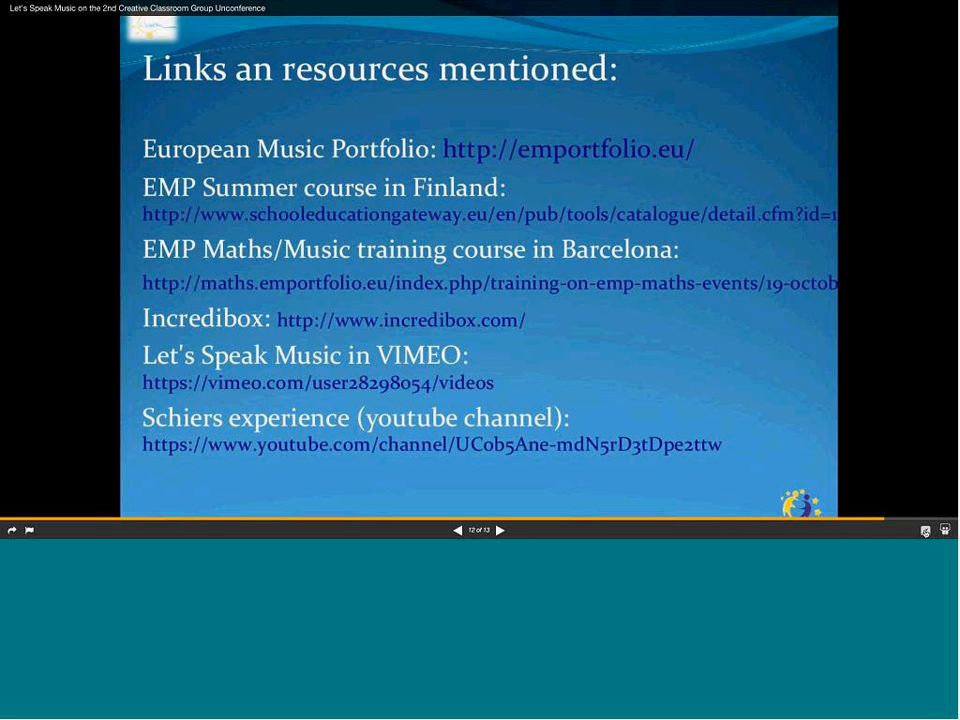 Let's Speak Music on the 2nd Creative Classroom Group Unconference
Links an resources mentioned:
European Music Portfolio: http://emportfolio.eu/
EMP Summer course in Finland:
http://www.schooleducationgateway.eu/en/pub/tools/catalogue/detail.cfm?id=1
EMP Maths/Music training course in Barcelona:
http://maths.emportfolio.eu/index.php/training-on-emp-maths-events/19-octob
Incredibox: http://www.incredibox.com/
Let's Speak Music in VIMEO:
https://vimeo.com/user28298054/videos
Schiers experience (youtube channel):
https://www.youtube.com/channel/UCob5Ane-mdN5rD3tDpe2ttw
12 of 13